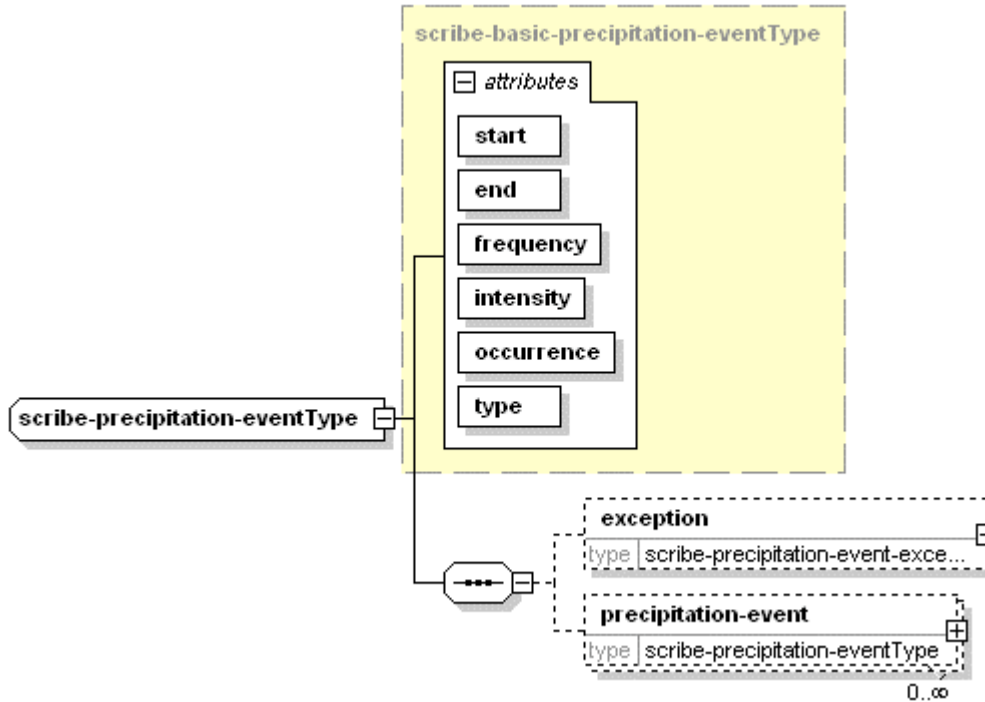 scribe-basic-precipitation-eventType
attributes
start
end
frequency
intensity
occurrence
type
scribe-precipitation-eventType
exception
type scribe-precipitation-event-exce...
precipitation-event
type scribe-precipitation-eventType
0..∞